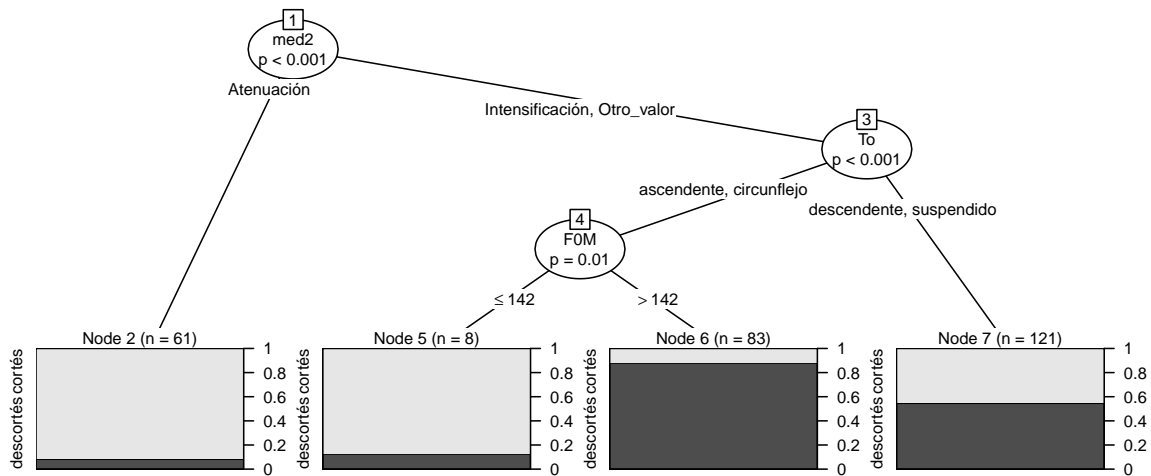 1
med2
p < 0.001
Atenuación
Intensificación, Otro_valor
3
To
p < 0.001
ascendente, circunflejo
descendente, suspendido
4
F0M
p = 0.01
≤ 142
> 142
Node 2 (n = 61)
descortés cortés
1
0.8
0.6
0.4
0.2
0
Node 5 (n = 8)
descortés cortés
1
0.8
0.6
0.4
0.2
0
Node 6 (n = 83)
descortés cortés
1
0.8
0.6
0.4
0.2
0
Node 7 (n = 121)
descortés cortés
1
0.8
0.6
0.4
0.2
0